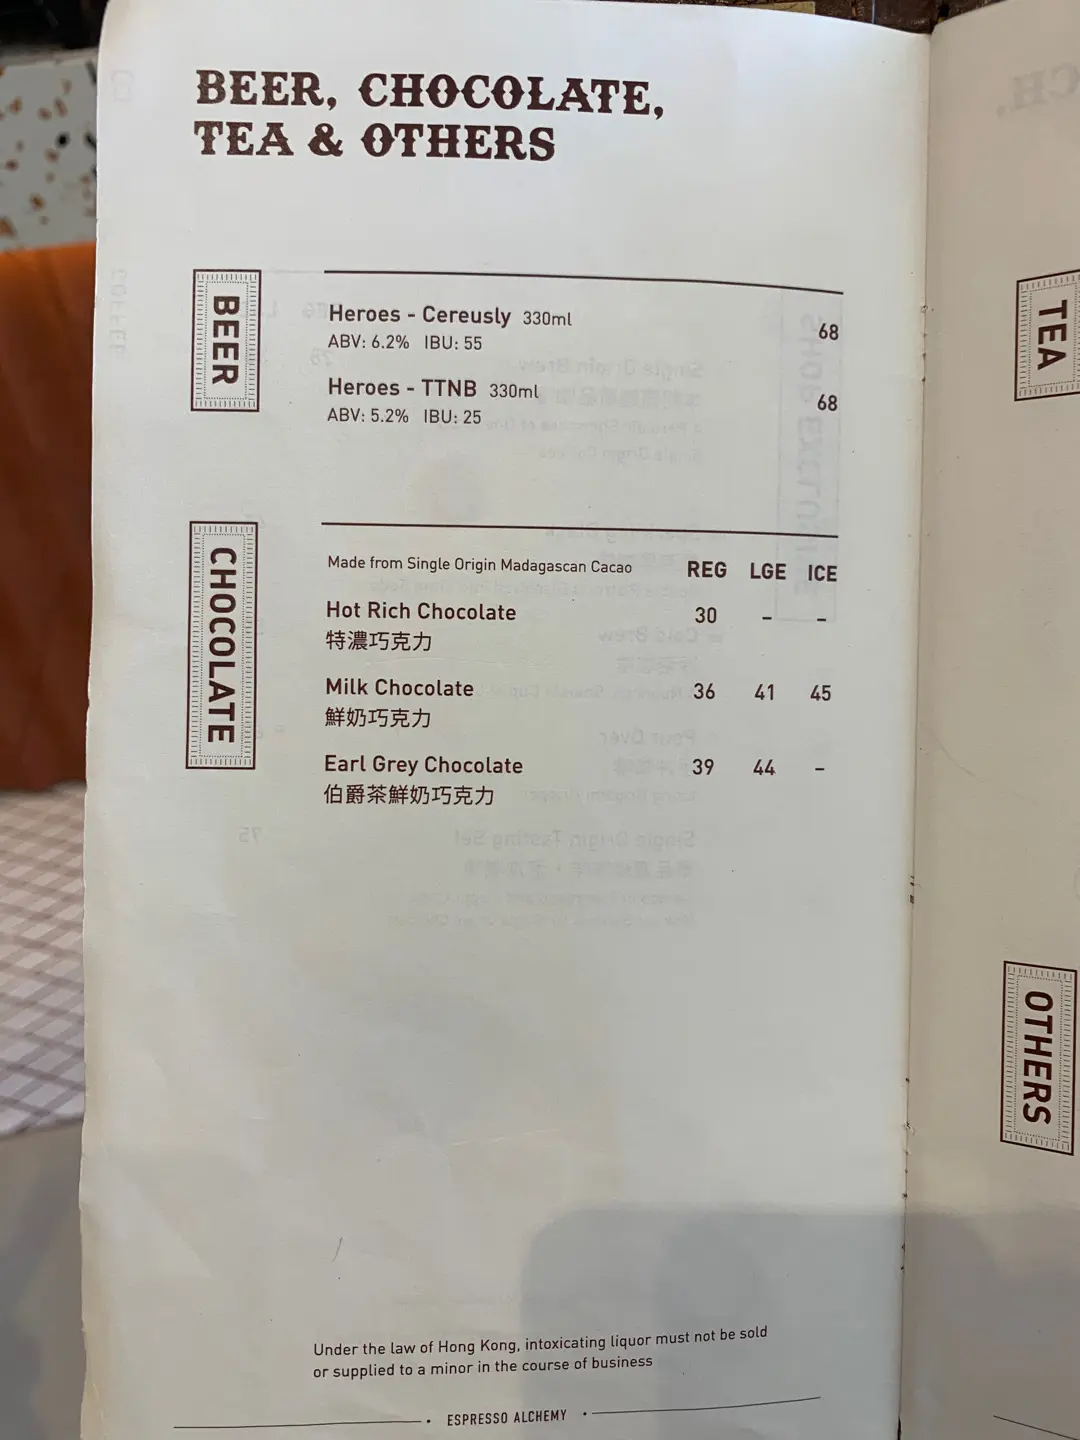 BEER, CHOCOLATE,
TEA & OTHERS
BEER
Heroes - Cereusly 330ml 68
ABV: 6.2% IBU: 55
Heroes - TTNB 330ml 68
ABV: 5.2% IBU: 25
CHOCOLATE
Made from Single Origin Madagascan Cacao REG LGE ICE
Hot Rich Chocolate 30 – –
特濃巧克力
Milk Chocolate 36 41 45
鮮奶巧克力
Earl Grey Chocolate 39 44 –
伯爵茶鮮奶巧克力
Under the law of Hong Kong, intoxicating liquor must not be sold
or supplied to a minor in the course of business
ESPRESSO ALCHEMY
TEA
OTHERS